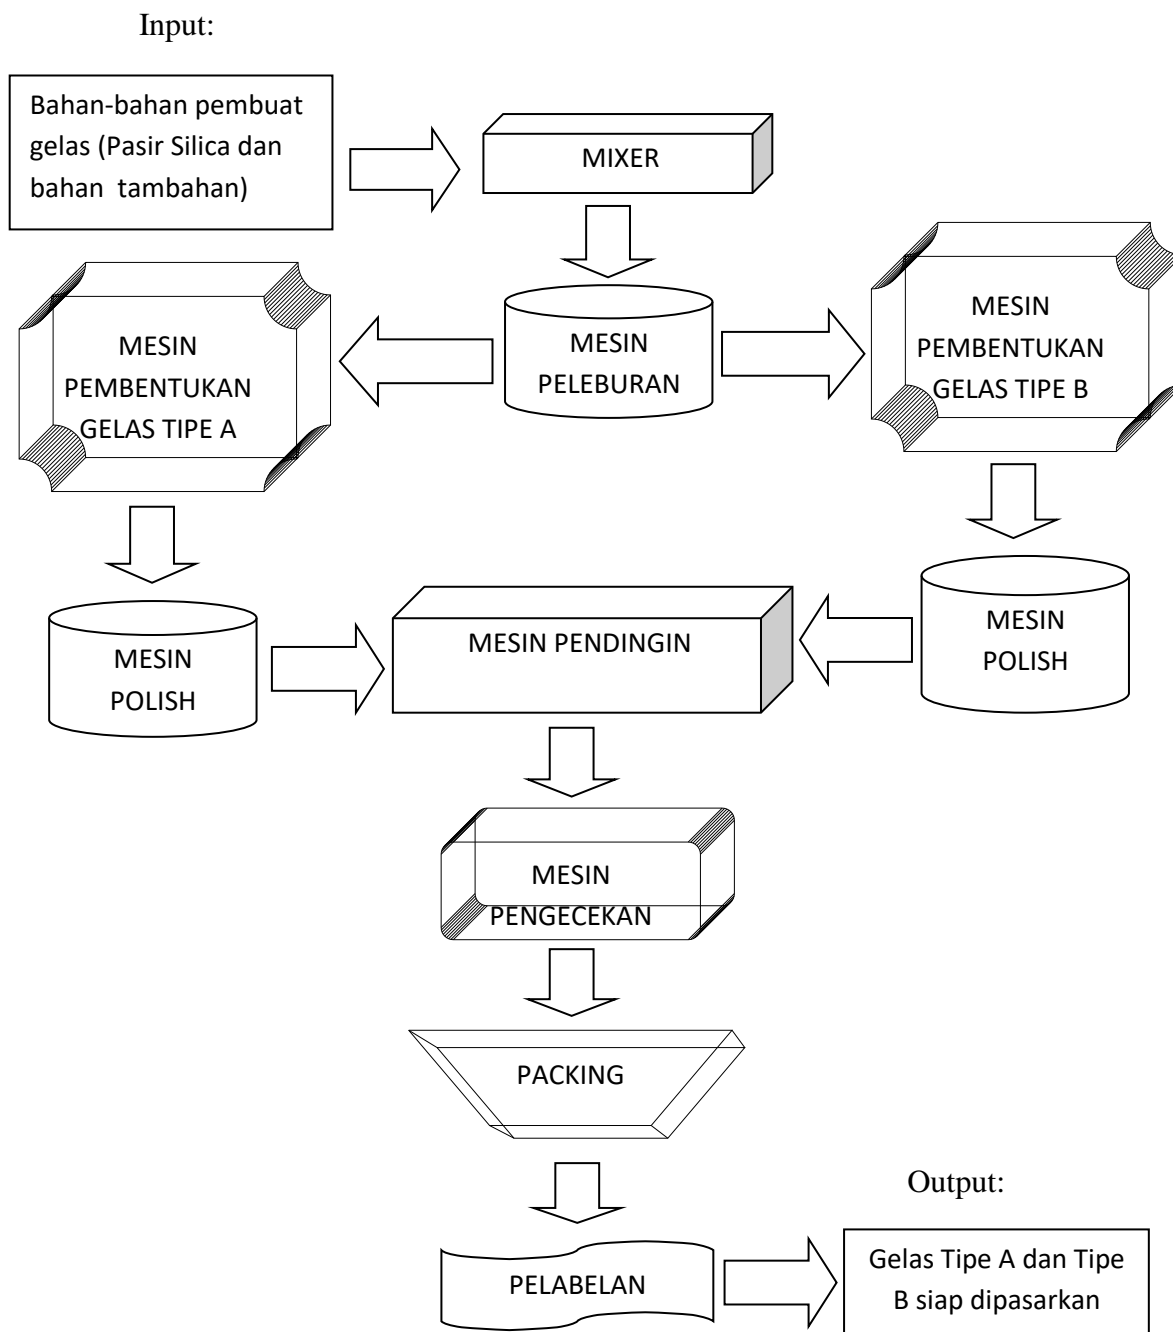 Input:
Bahan-bahan pembuat
gelas (Pasir Silica dan
bahan tambahan)
MIXER
MESIN
PEMBENTUKAN
GELAS TIPE A
MESIN
PELEBURAN
MESIN
PEMBENTUKAN
GELAS TIPE B
MESIN
POLISH
MESIN PENDINGIN
MESIN
POLISH
MESIN
PENGECEKAN
PACKING
PELABELAN
Output:
Gelas Tipe A dan Tipe
B siap dipasarkan